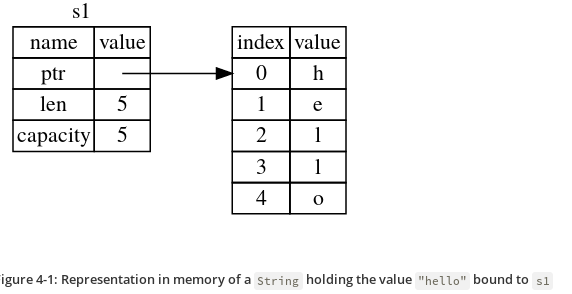 s1
name value index value
ptr 0 h
len 5 1 e
capacity 5 2 l
3 l
4 o
igure 4-1: Representation in memory of a String holding the value "hello" bound to s1